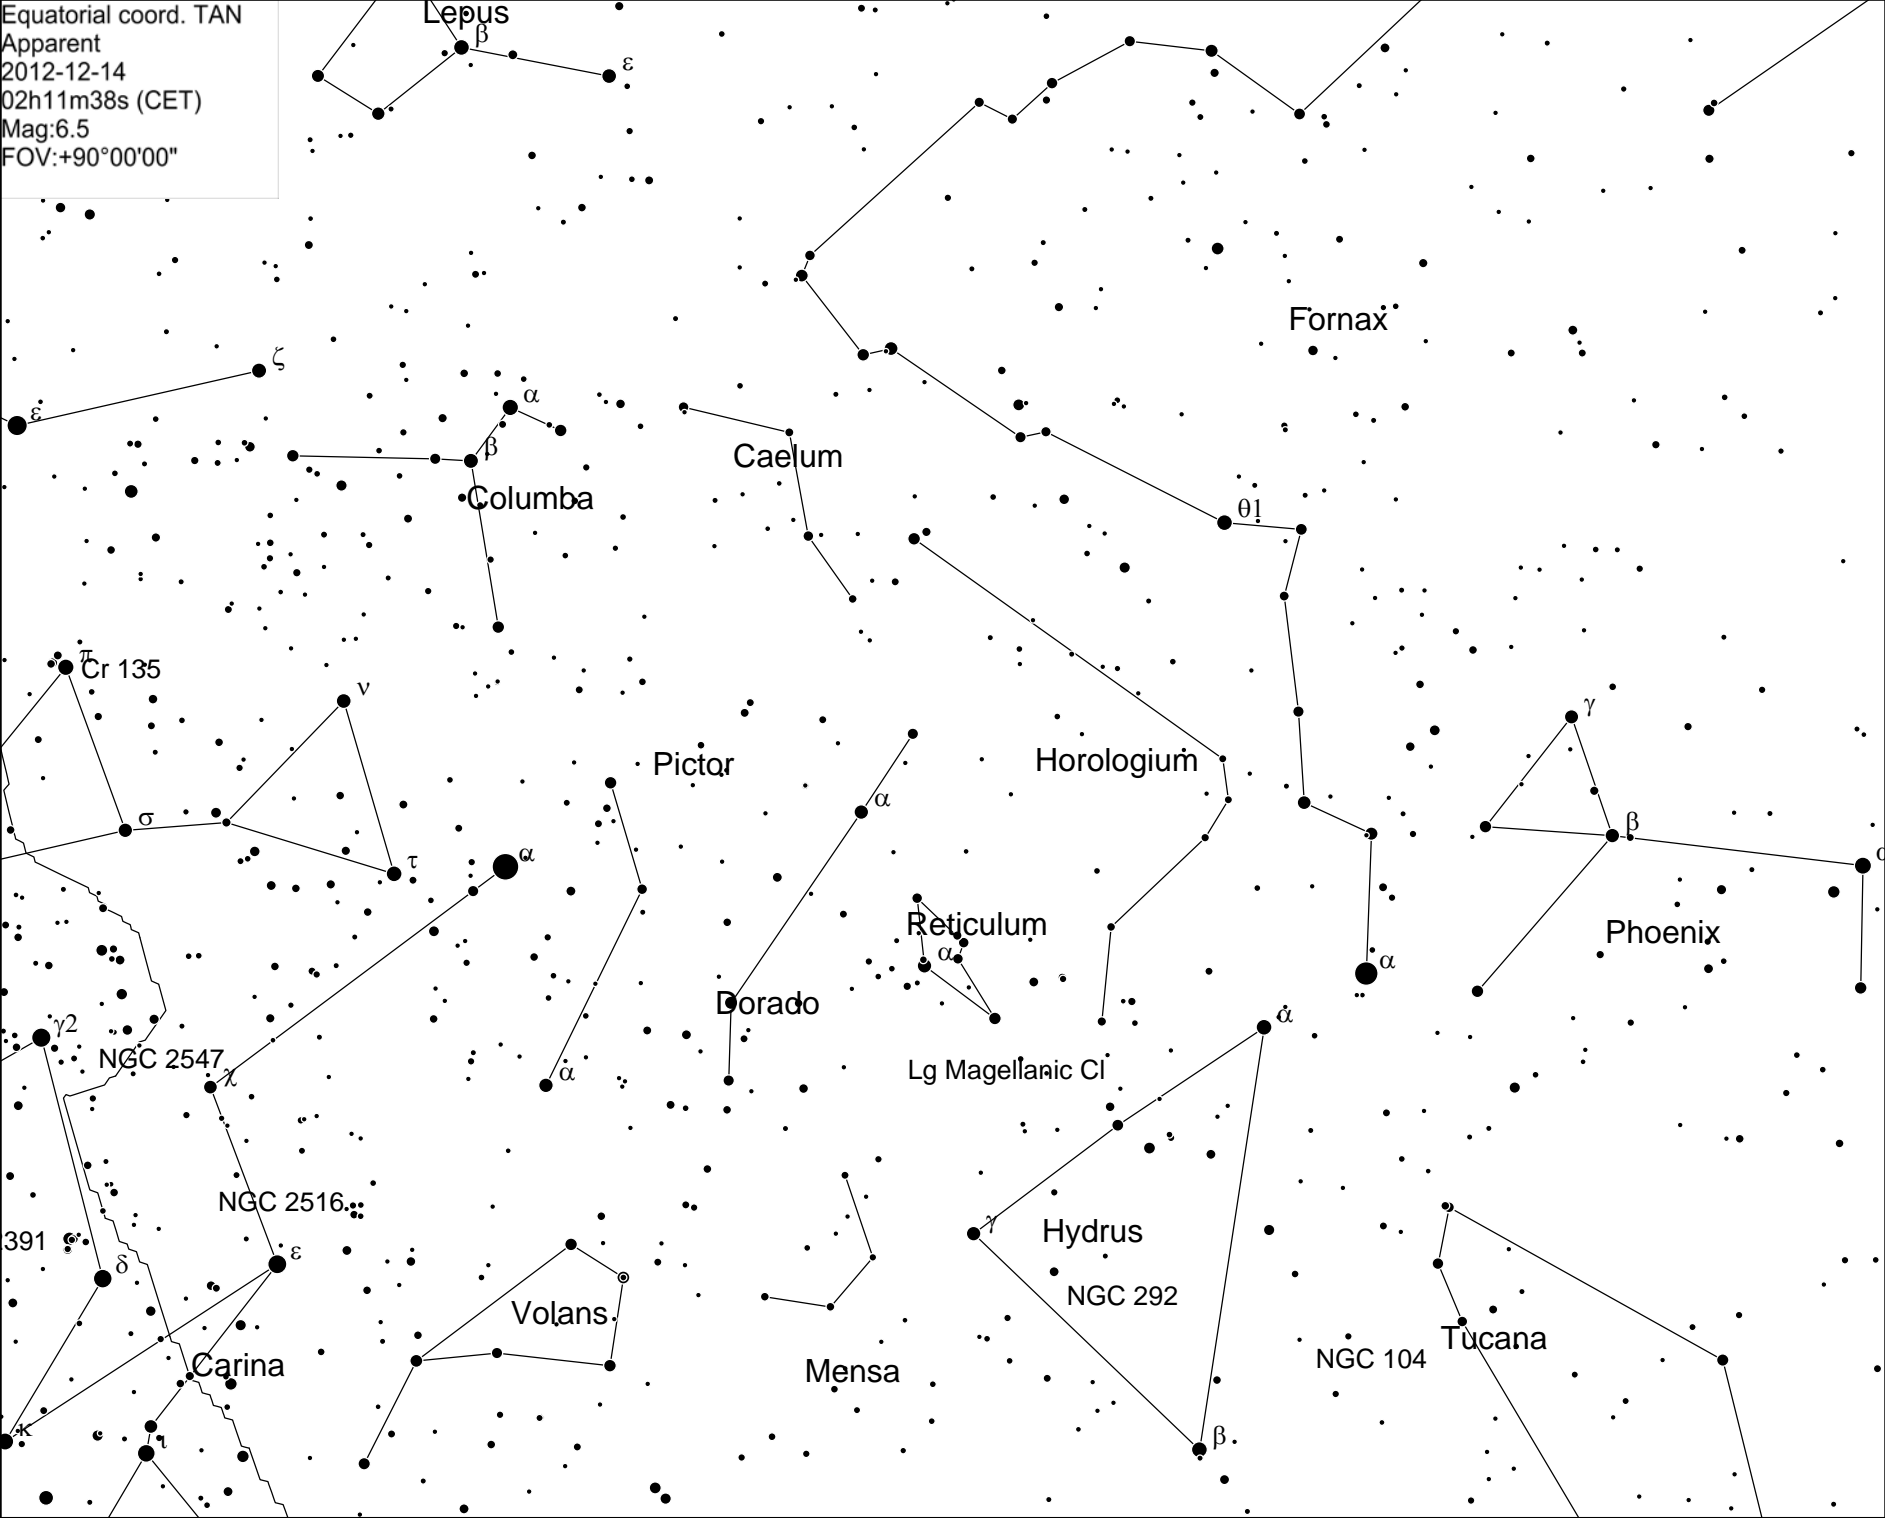 Equatorial coord. TAN
Apparent
2012-12-14
02h11m38s (CET)
Mag:6.5
FOV:+90°00'00"
Lepus
β
ε
Fornax
ζ
ε
α
β
Caelum
Columba
θ1
π
Cr 135
ν
γ
Pictor
Horologium
α
σ
β
τ
α
α
Reticulum
Phoenix
α
α
Dorado
α
γ2
NGC 2547
Lg Magellanic Cl
χ
α
NGC 2516
γ
Hydrus
391
ε
δ
NGC 292
Volans
Tucana
NGC 104
Carina
Mensa
κ
ι
β